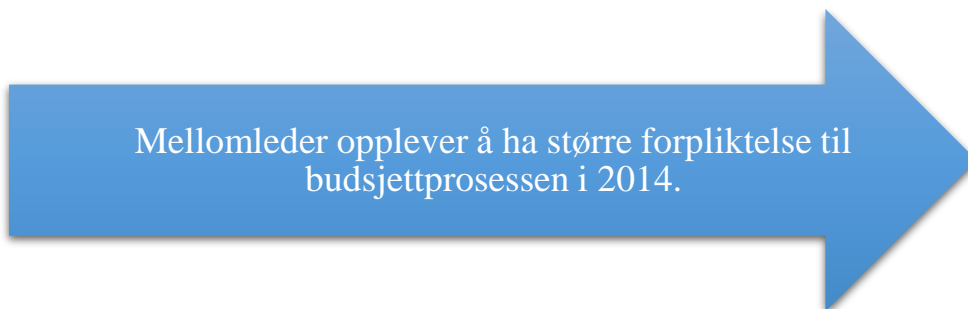 Mellomleder opplever å ha større forpliktelse til
budsjettprosessen i 2014.